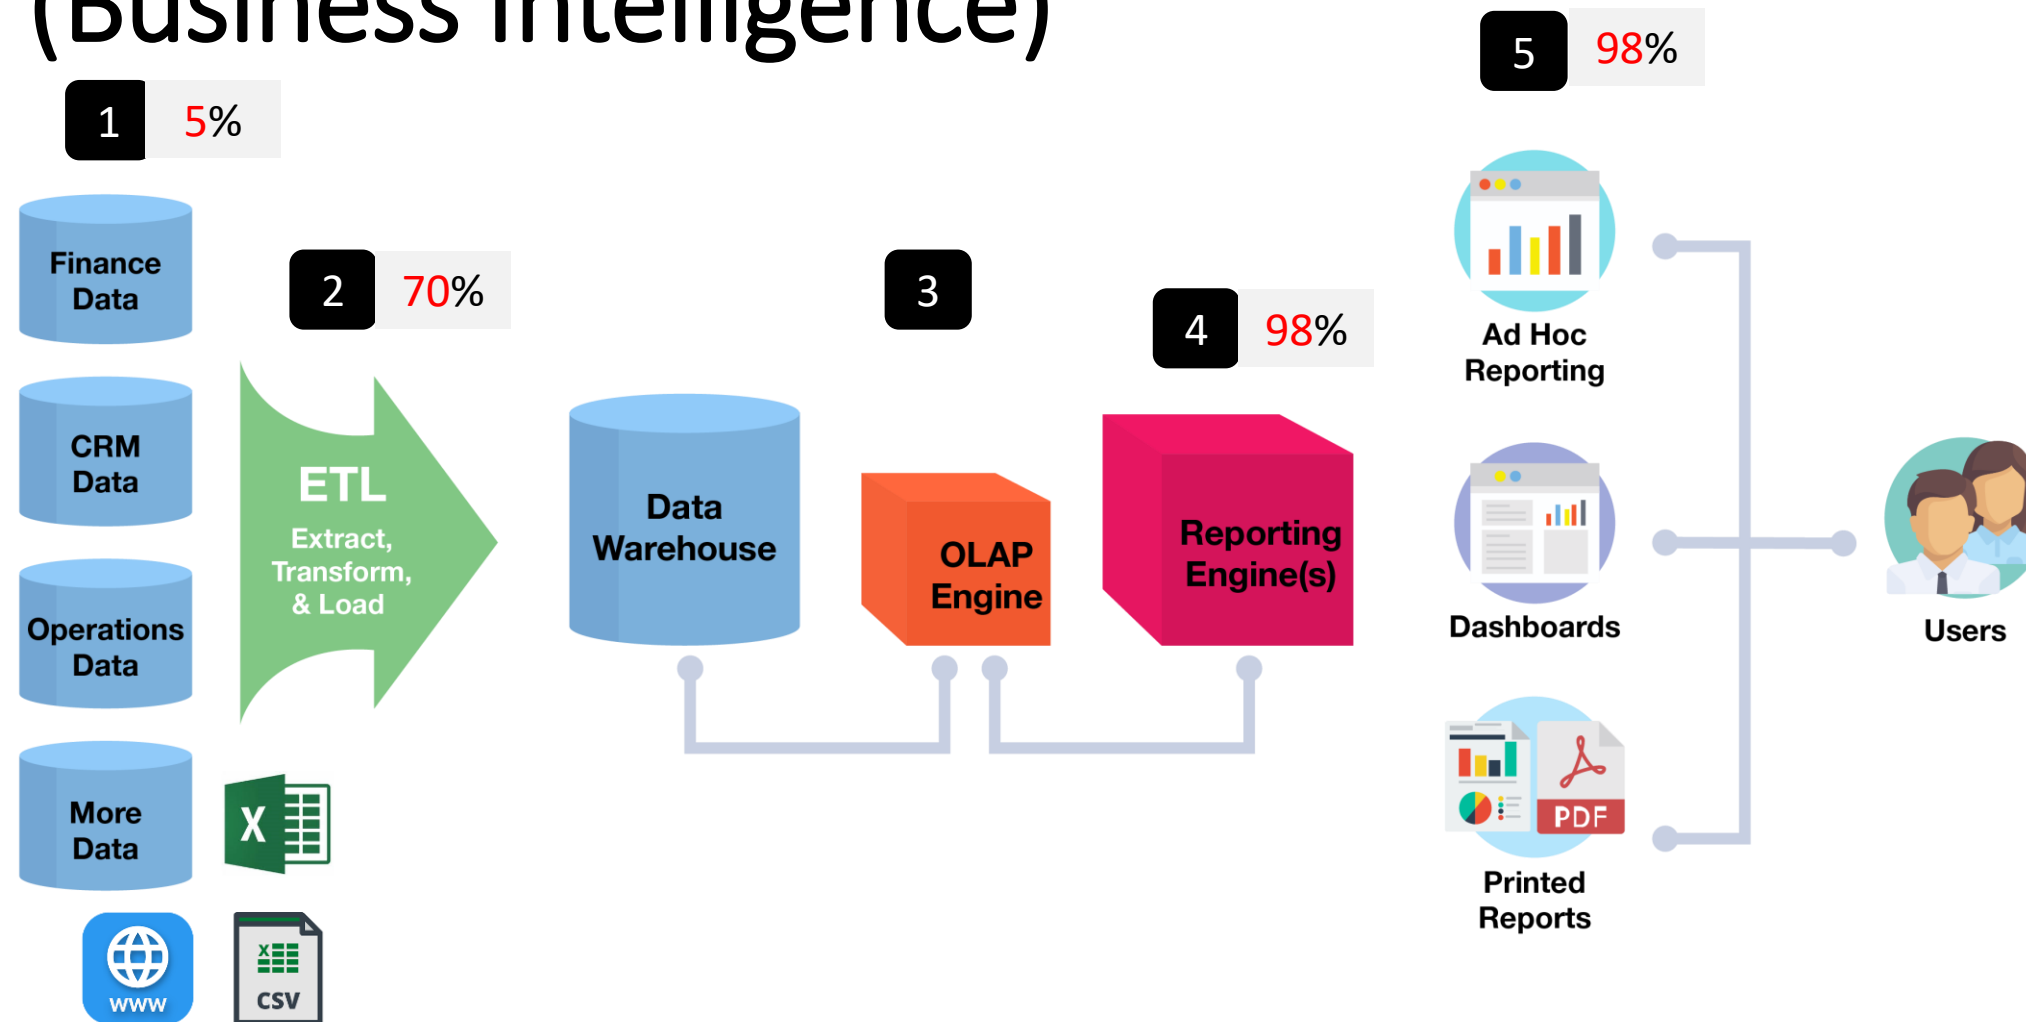 (Business Intelligence)
1 5%
5 98%
Finance
Data
2 70%
3
4 98%
CRM
Data
Operations
Data
More
Data
X
www
X
CSV
ETL
Extract,
Transform,
& Load
Data
Warehouse
OLAP
Engine
Reporting
Engine(s)
Ad Hoc
Reporting
Dashboards
PDF
Printed
Reports
Users